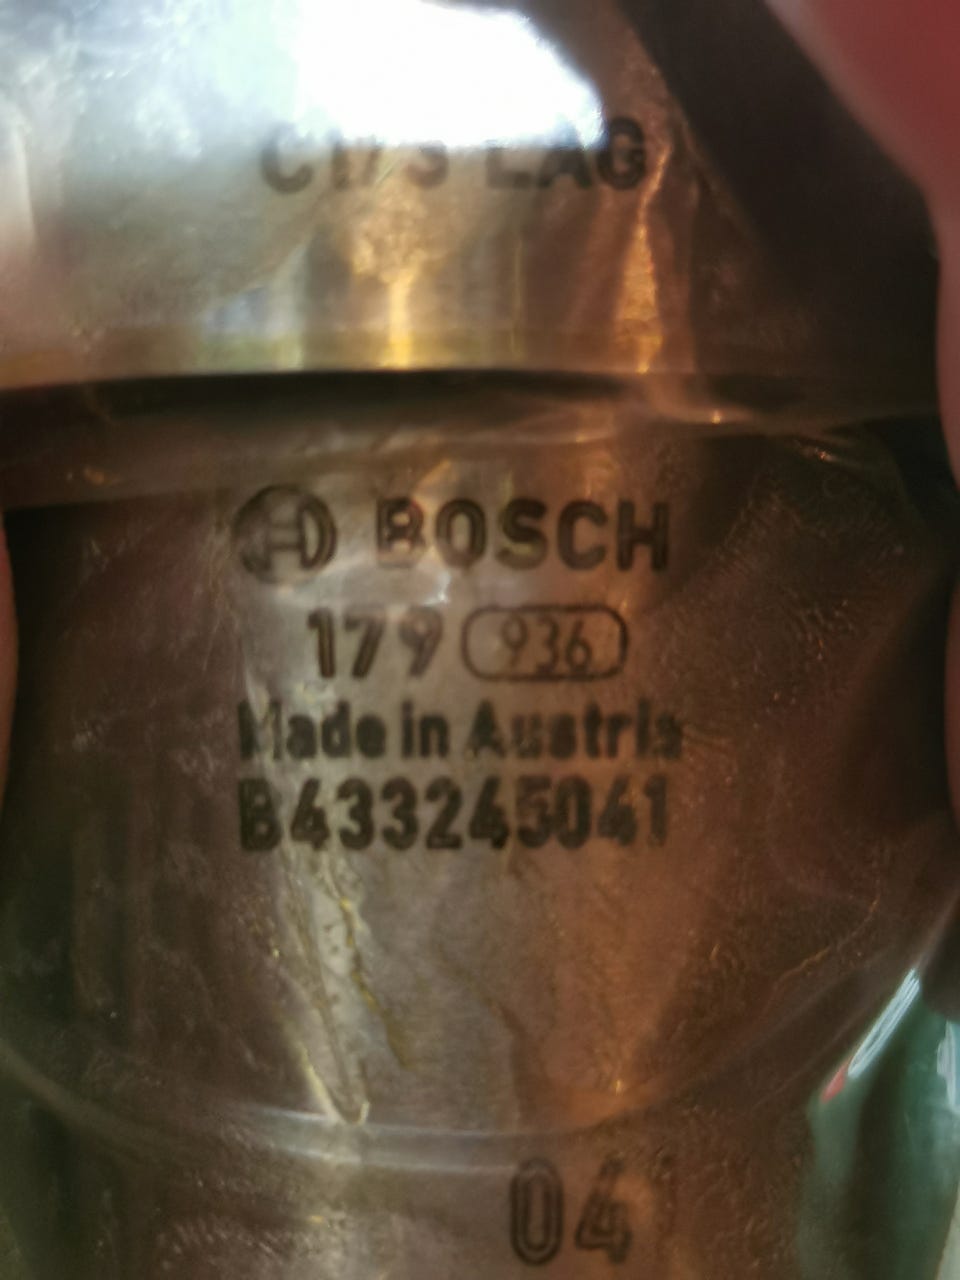 BOSCH
179 936
Made in Austria
B433245041
04